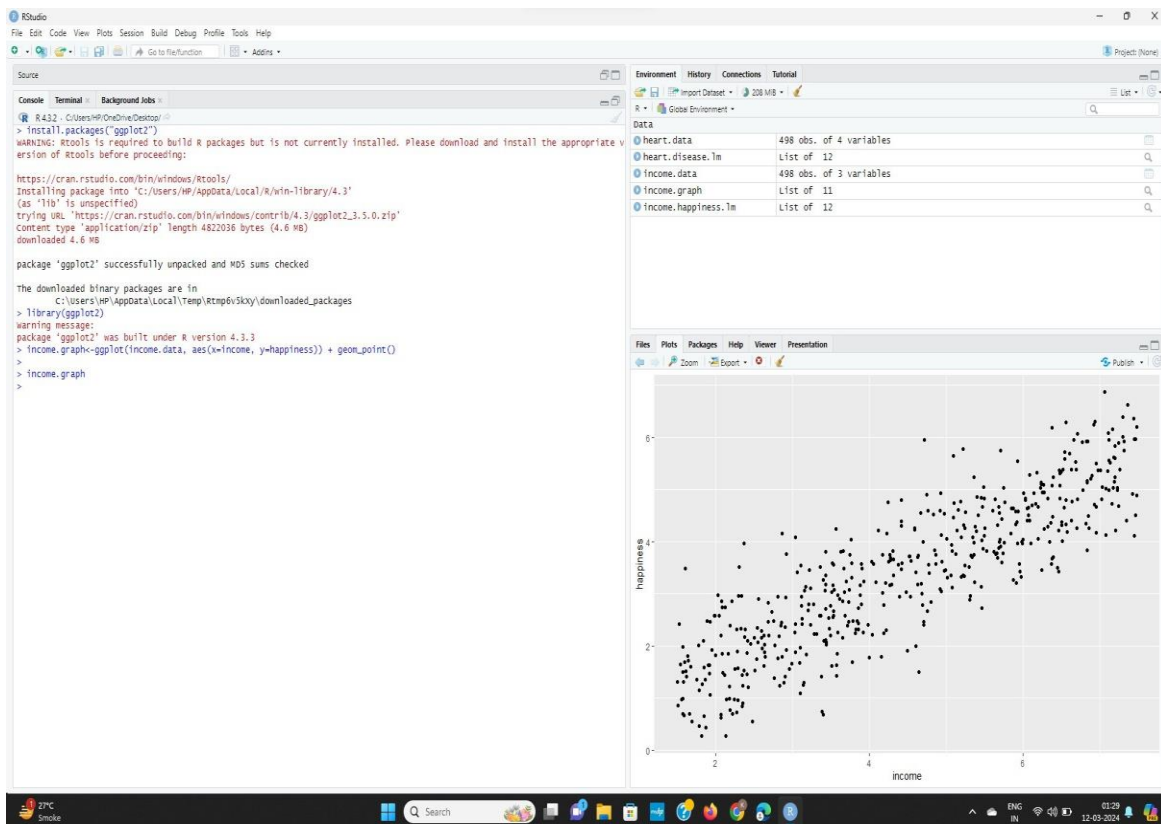 RStudio
File Edit Code View Plots Session Build Debug Profile Tools Help
Go to file/function Addins Project: (None)
Source
Console Terminal Background Jobs
R 4.3.2 · C:/Users/HP/OneDrive/Desktop/
> install.packages("ggplot2")
WARNING: Rtools is required to build R packages but is not currently installed. Please download and install the appropriate v
ersion of Rtools before proceeding:
https://cran.rstudio.com/bin/windows/Rtools/
Installing package into ‘C:/Users/HP/AppData/Local/R/win-library/4.3’
(as ‘lib’ is unspecified)
trying URL 'https://cran.rstudio.com/bin/windows/contrib/4.3/ggplot2_3.5.0.zip'
Content type 'application/zip' length 4822036 bytes (4.6 MB)
downloaded 4.6 MB
package ‘ggplot2’ successfully unpacked and MD5 sums checked
The downloaded binary packages are in
C:\Users\HP\AppData\Local\Temp\Rtmp6v5kXy\downloaded_packages
> library(ggplot2)
Warning message:
package ‘ggplot2’ was built under R version 4.3.3
> income.graph<-ggplot(income.data, aes(x=income, y=happiness)) + geom_point()
>
> income.graph
>
Environment History Connections Tutorial
Import Dataset 208 MiB List
R Global Environment
Data
heart.data 498 obs. of 4 variables
heart.disease.lm List of 12
income.data 498 obs. of 3 variables
income.graph List of 11
income.happiness.lm List of 12
Files Plots Packages Help Viewer Presentation
Zoom Export Publish
6
4
2
0
happiness
2 4 6
income
1
27°C
Smoke
Search
ENG
IN
01:29
12-03-2024